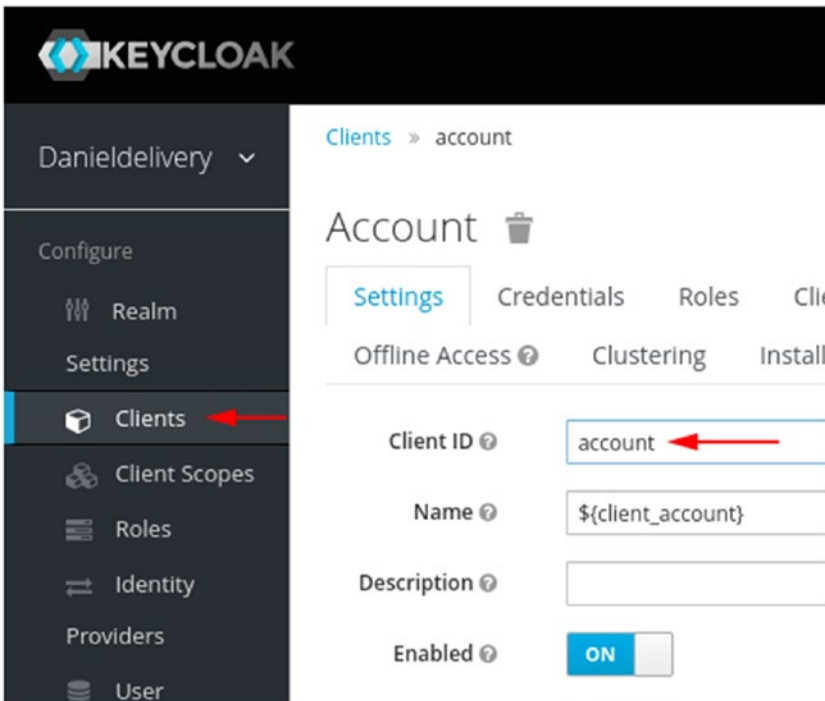 KEYCLOAK
Danieldelivery
Clients » account
Account
Configure
Settings Credentials Roles
Realm
Settings
Offline Access Clustering
Clients
Client ID account
Client Scopes
Name ${client_account}
Roles
Description
Identity
Providers
Enabled ON
User